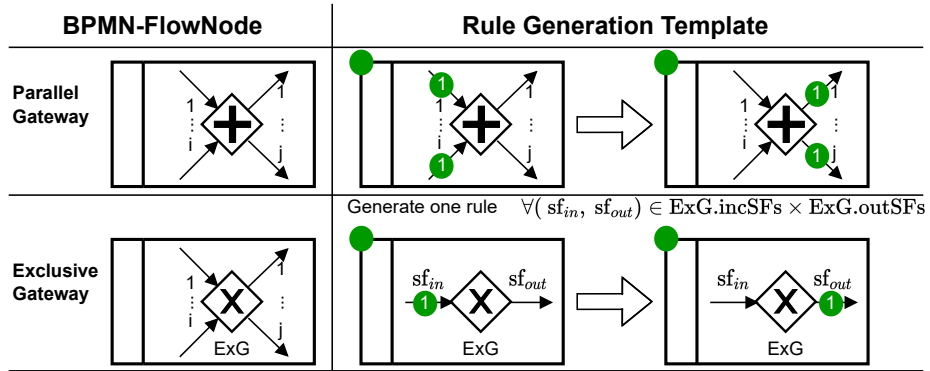 BPMN-FlowNode
Rule Generation Template
Parallel
Gateway
1
⋮
i
1
⋮
j
1
1
⋮
i
1
1
⋮
j
1
⋮
i
1
1
⋮
1
j
Generate one rule ∀( sf_in, sf_out) ∈ ExG.incSFs × ExG.outSFs
Exclusive
Gateway
1
⋮
i
X
1
⋮
j
ExG
sf_in
1
X
sf_out
ExG
sf_in
X
sf_out
1
ExG